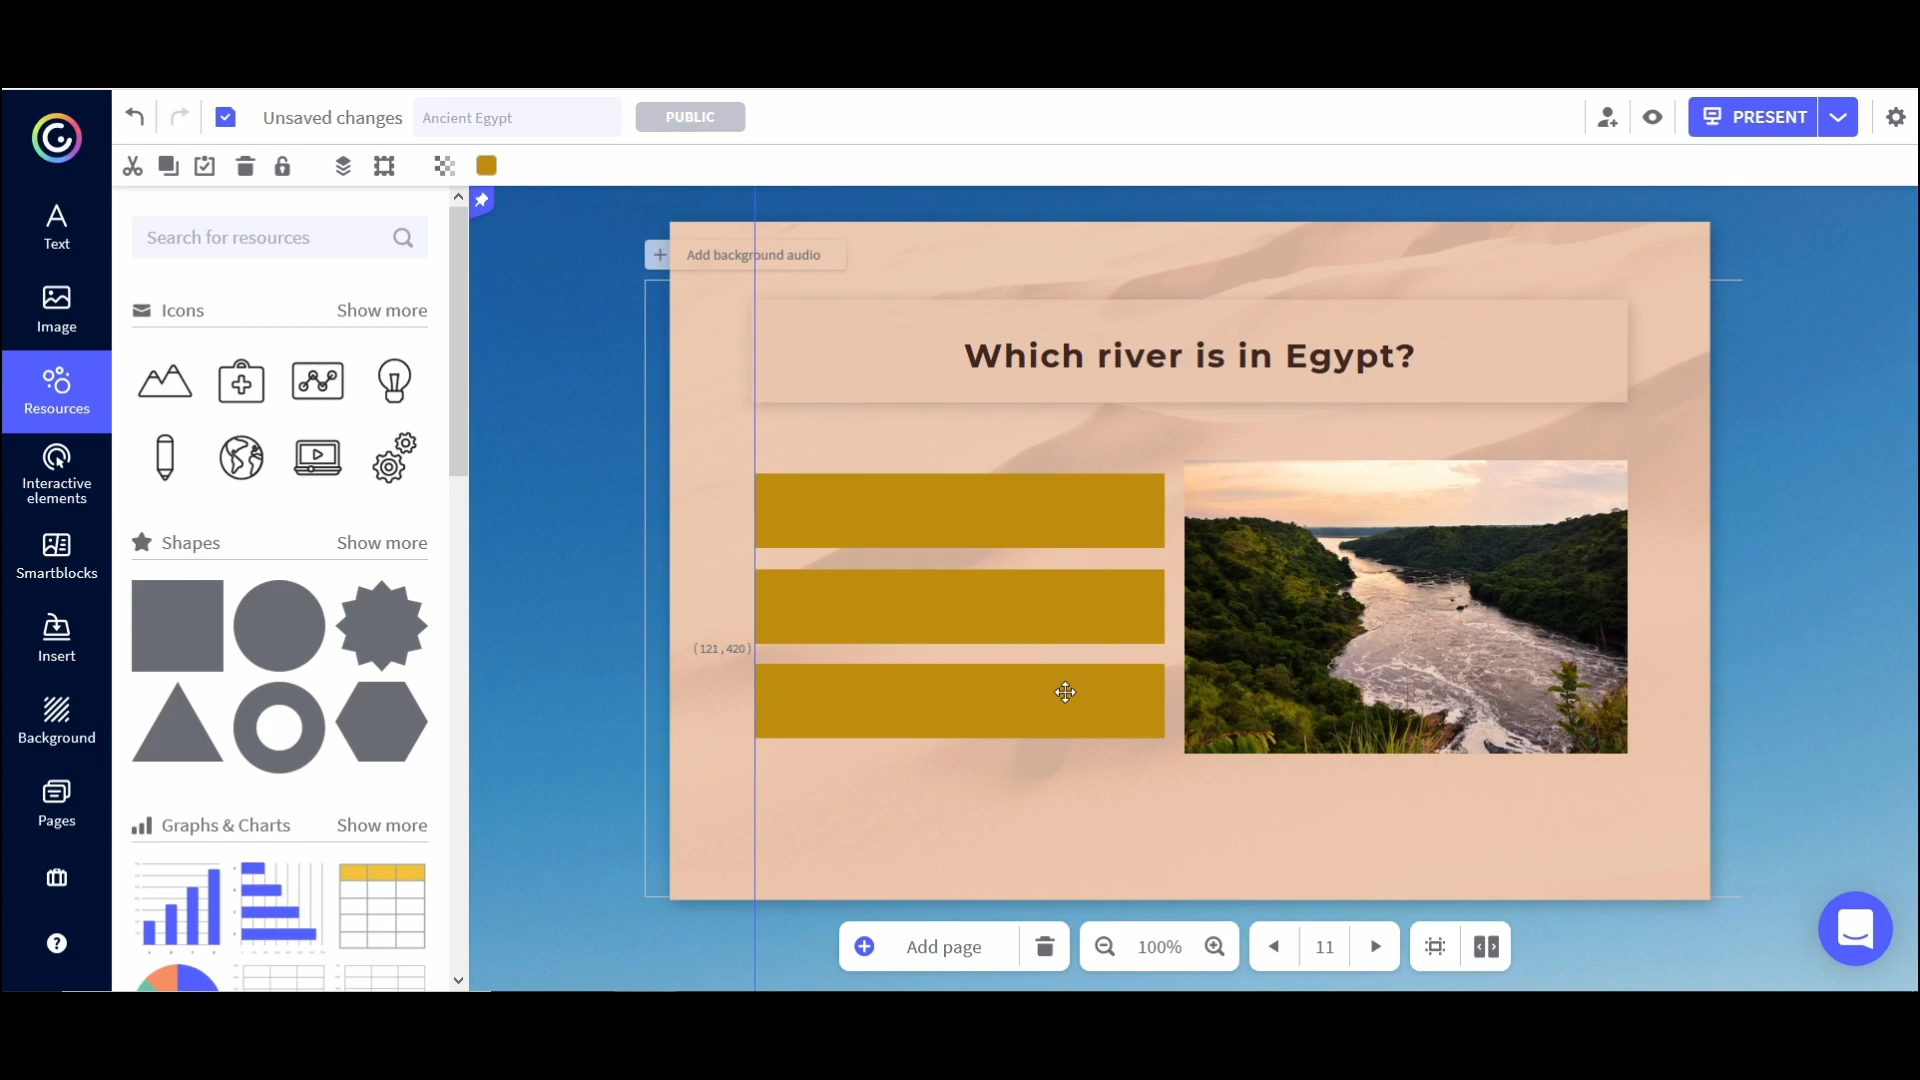 Unsaved changes
Ancient Egypt
PUBLIC
PRESENT
Text
Image
Resources
Interactive
elements
Smartblocks
Insert
Background
Pages
?
Search for resources
Icons
Show more
Shapes
Show more
Graphs & Charts
Show more
+ Add background audio
Which river is in Egypt?
(121, 420)
Add page
100%
11